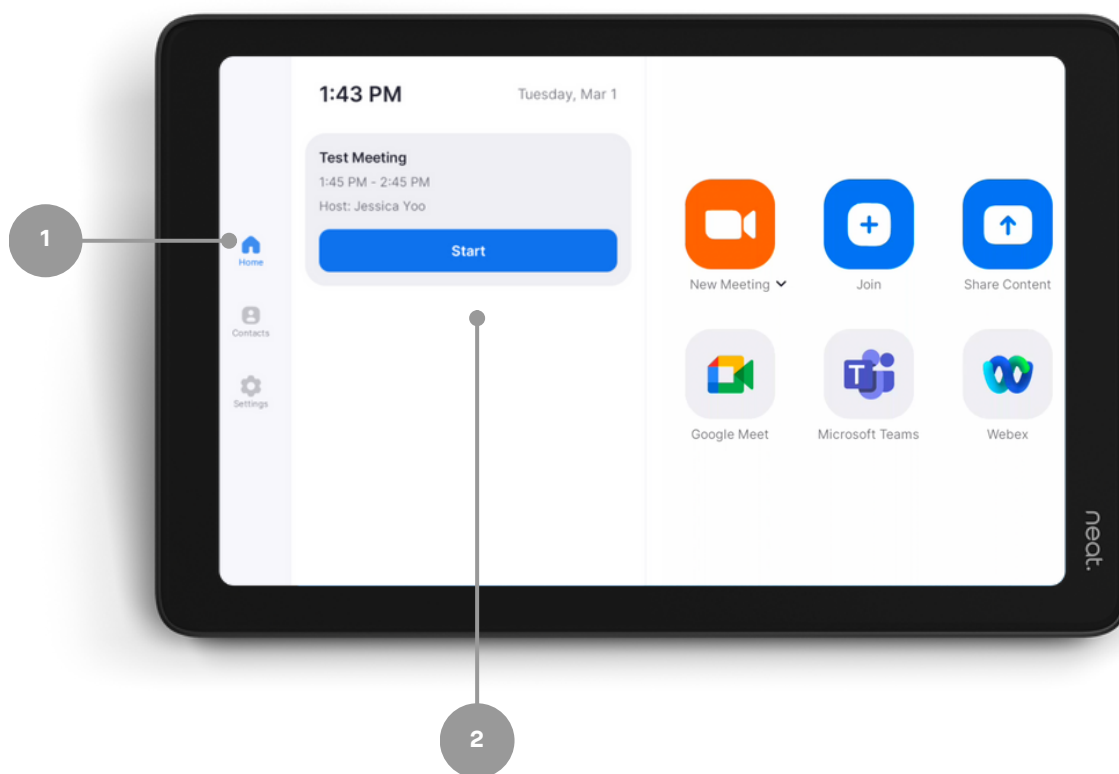 1:43 PM
Tuesday, Mar 1
Test Meeting
1:45 PM - 2:45 PM
Host: Jessica Yoo
Start
1
Home
Contacts
Settings
New Meeting
Join
Share Content
Google Meet
T
Microsoft Teams
Webex
neat.
2